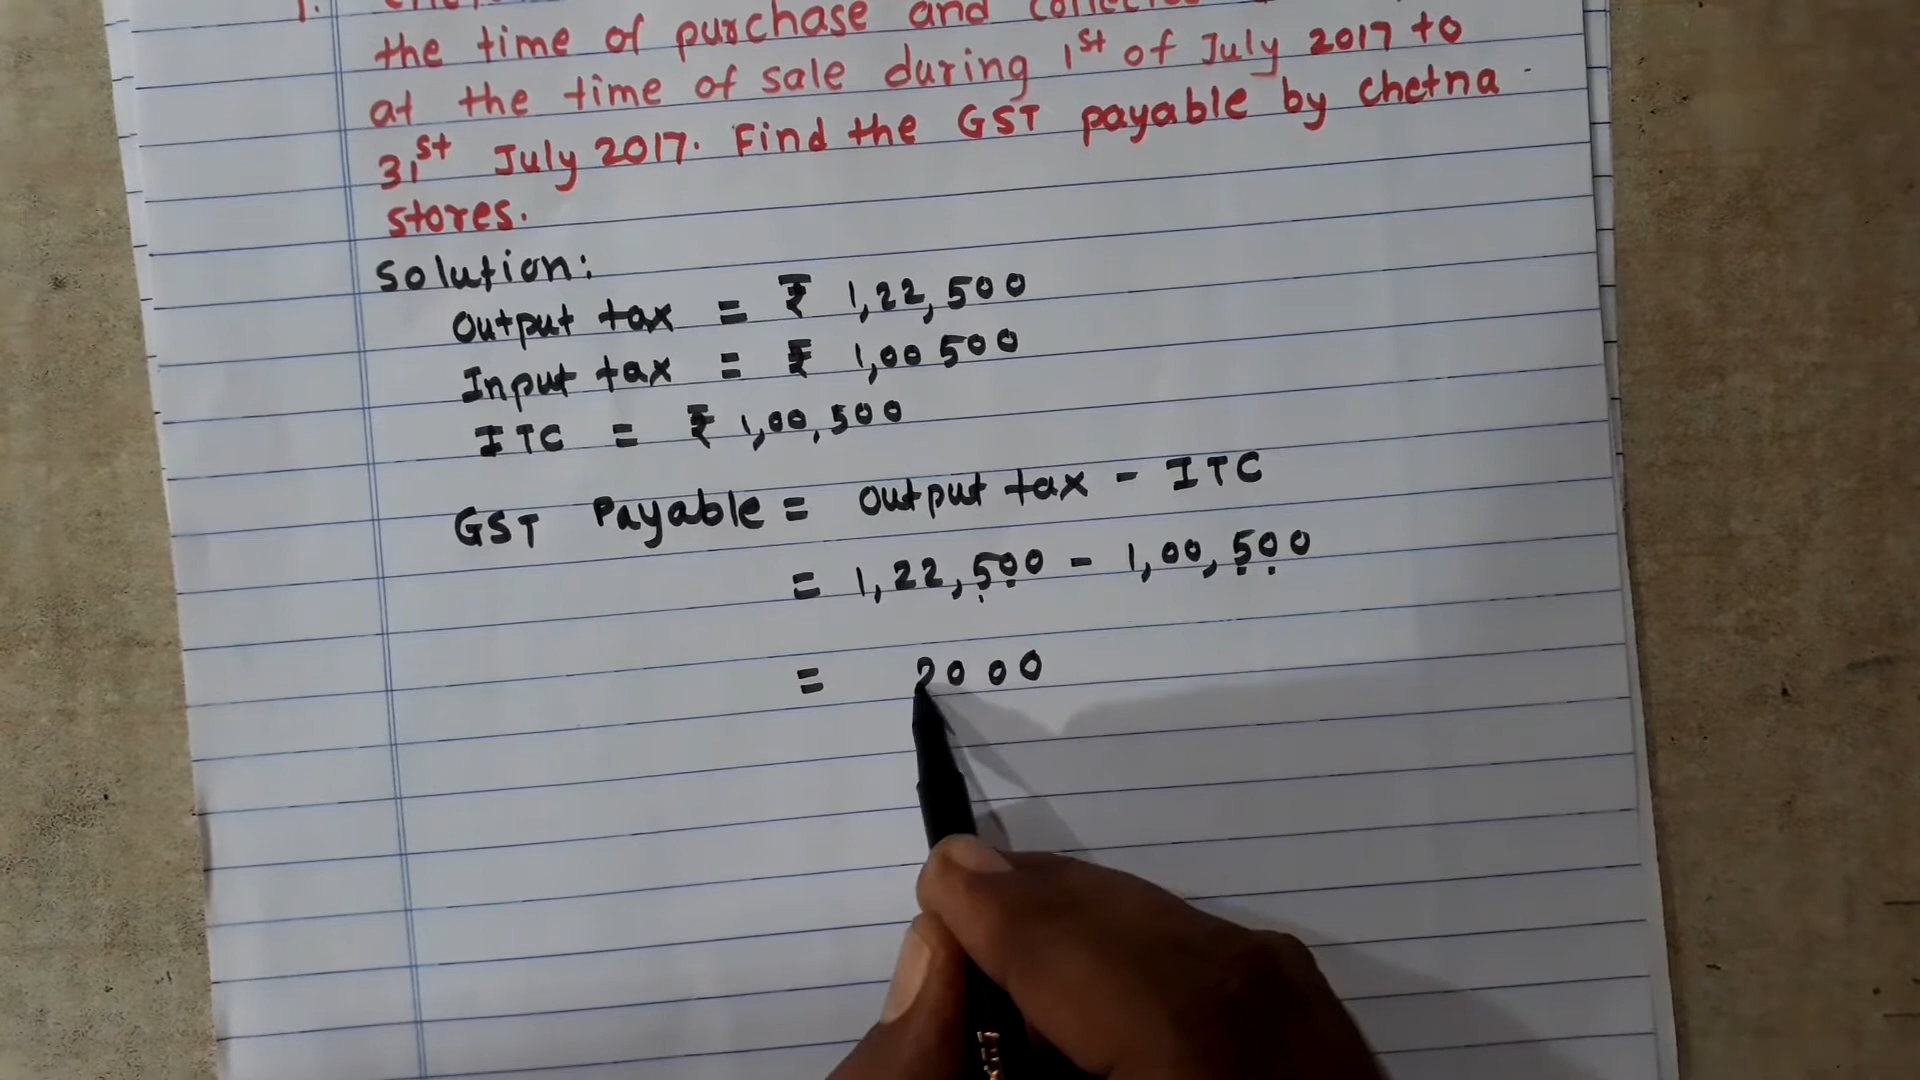 1.
the time of purchase and
at the time of sale during 1st of July 2017 to
31st July 2017. Find the GST payable by chetna
stores.
Solution:
Output tax = ₹ 1,22,500
Input tax = ₹ 1,00 500
ITC = ₹ 1,00,500
GST Payable = output tax - ITC
= 1,22,500 - 1,00,500
= 2000